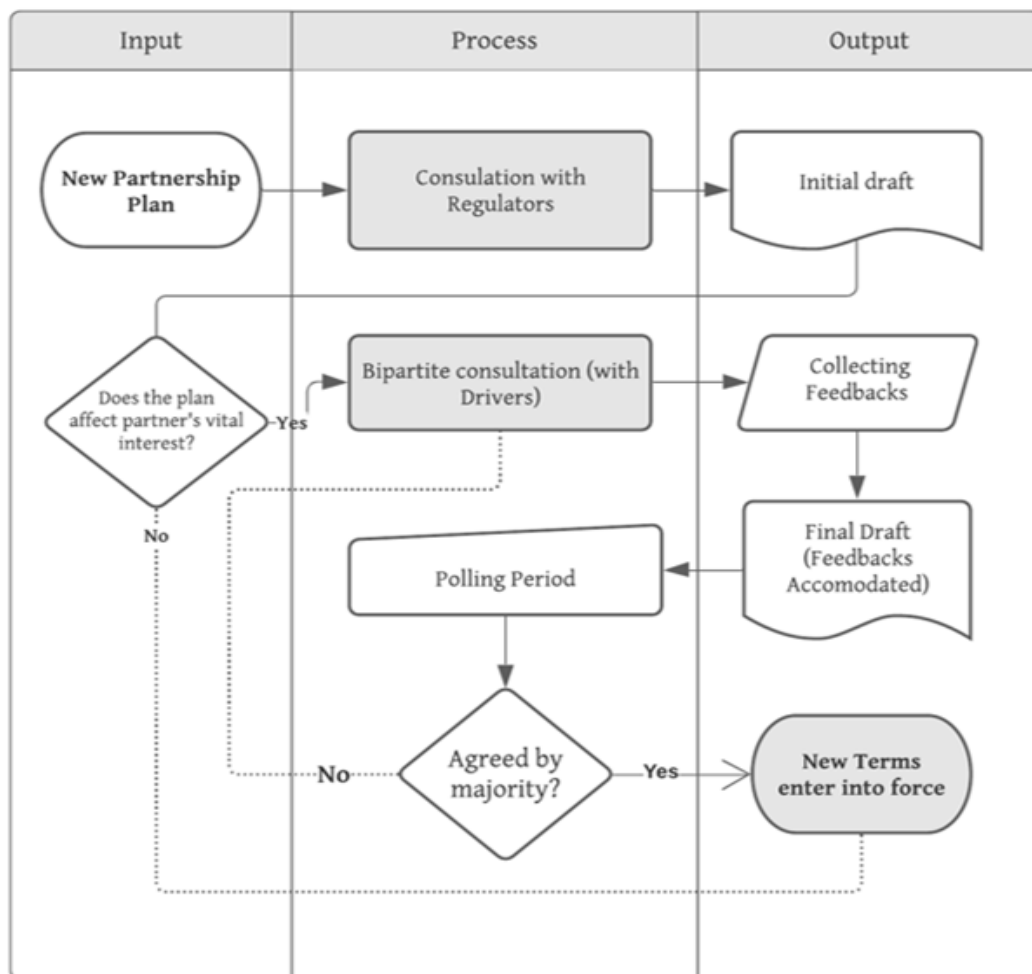 Input
Process
Output
New Partnership
Plan
Consulation with
Regulators
Initial draft
Does the plan
affect partner's vital
interest?
Yes
Bipartite consultation (with
Drivers)
Collecting
Feedbacks
No
Final Draft
(Feedbacks
Accomodated)
Polling Period
Agreed by
majority?
No
Yes
New Terms
enter into force